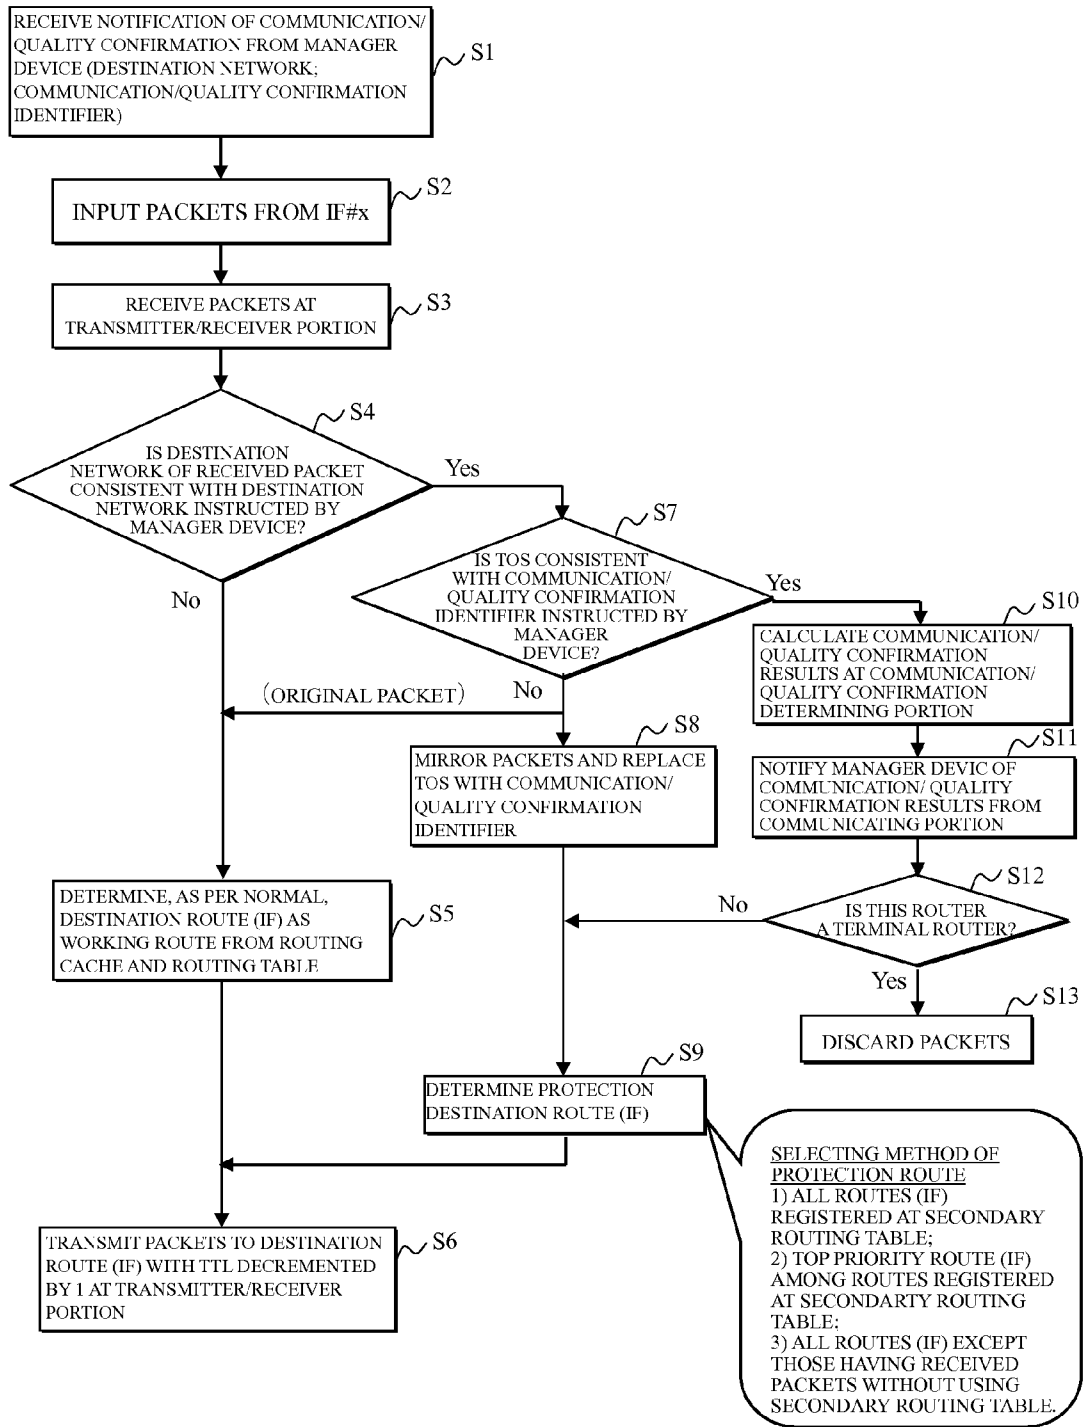 RECEIVE NOTIFICATION OF COMMUNICATION/
QUALITY CONFIRMATION FROM MANAGER
DEVICE (DESTINATION NETWORK;
COMMUNICATION/QUALITY CONFIRMATION
IDENTIFIER)
S1
S2
INPUT PACKETS FROM IF#x
S3
RECEIVE PACKETS AT
TRANSMITTER/RECEIVER PORTION
S4
IS DESTINATION
NETWORK OF RECEIVED PACKET
CONSISTENT WITH DESTINATION
NETWORK INSTRUCTED BY
MANAGER DEVICE?
Yes
No
S7
IS TOS CONSISTENT
WITH COMMUNICATION/
QUALITY CONFIRMATION
IDENTIFIER INSTRUCTED BY
MANAGER
DEVICE?
Yes
No
(ORIGINAL PACKET)
S10
CALCULATE COMMUNICATION/
QUALITY CONFIRMATION
RESULTS AT COMMUNICATION/
QUALITY CONFIRMATION
DETERMINING PORTION
S8
MIRROR PACKETS AND REPLACE
TOS WITH COMMUNICATION/
QUALITY CONFIRMATION
IDENTIFIER
S11
NOTIFY MANAGER DEVIC OF
COMMUNICATION/ QUALITY
CONFIRMATION RESULTS FROM
COMMUNICATING PORTION
S12
IS THIS ROUTER
A TERMINAL ROUTER?
No
Yes
S5
DETERMINE, AS PER NORMAL,
DESTINATION ROUTE (IF) AS
WORKING ROUTE FROM ROUTING
CACHE AND ROUTING TABLE
S13
DISCARD PACKETS
S9
DETERMINE PROTECTION
DESTINATION ROUTE (IF)
SELECTING METHOD OF
PROTECTION ROUTE
1) ALL ROUTES (IF)
REGISTERED AT SECONDARY
ROUTING TABLE;
2) TOP PRIORITY ROUTE (IF)
AMONG ROUTES REGISTERED
AT SECONDARTY ROUTING
TABLE;
3) ALL ROUTES (IF) EXCEPT
THOSE HAVING RECEIVED
PACKETS WITHOUT USING
SECONDARY ROUTING TABLE.
S6
TRANSMIT PACKETS TO DESTINATION
ROUTE (IF) WITH TTL DECREMENTED
BY 1 AT TRANSMITTER/RECEIVER
PORTION